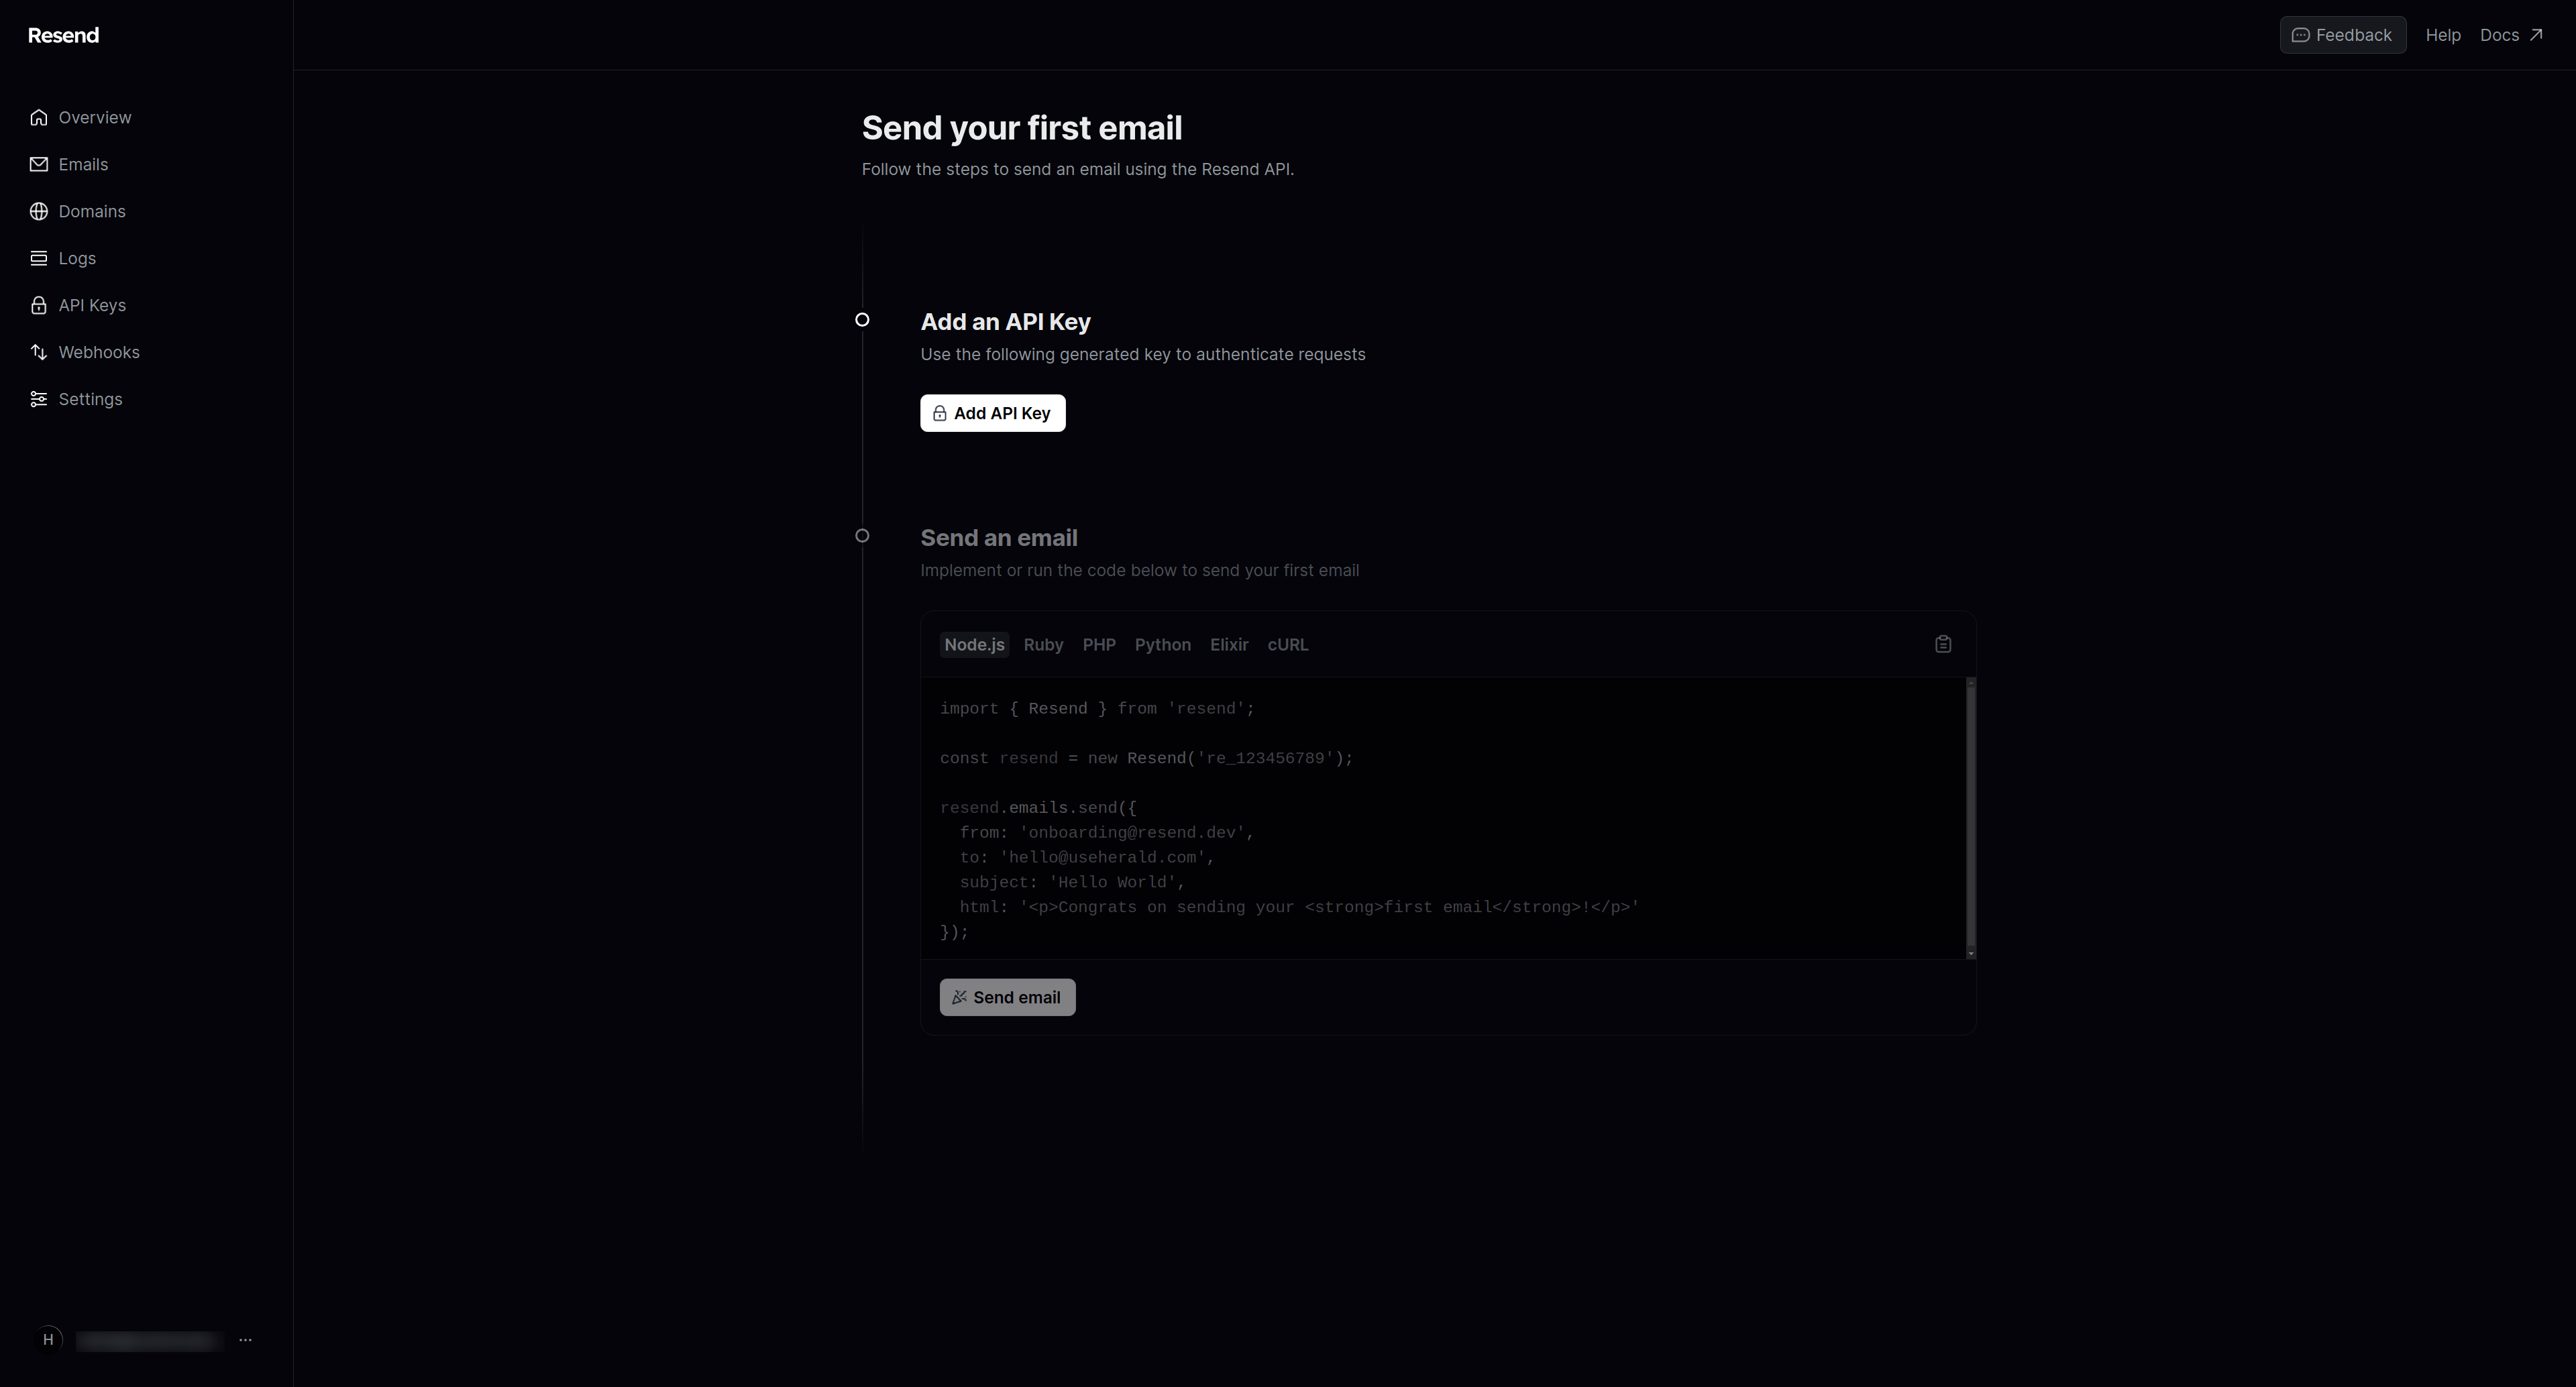 Resend
Overview
Emails
Domains
Logs
API Keys
Webhooks
Settings
H
Feedback
Help
Docs
Send your first email
Follow the steps to send an email using the Resend API.
Add an API Key
Use the following generated key to authenticate requests
Add API Key
Send an email
Implement or run the code below to send your first email
Node.js Ruby PHP Python Elixir cURL
import { Resend } from 'resend';
const resend = new Resend('re_123456789');
resend.emails.send({
  from: 'onboarding@resend.dev',
  to: 'hello@useherald.com',
  subject: 'Hello World',
  html: '<p>Congrats on sending your <strong>first email</strong>!</p>'
});
Send email